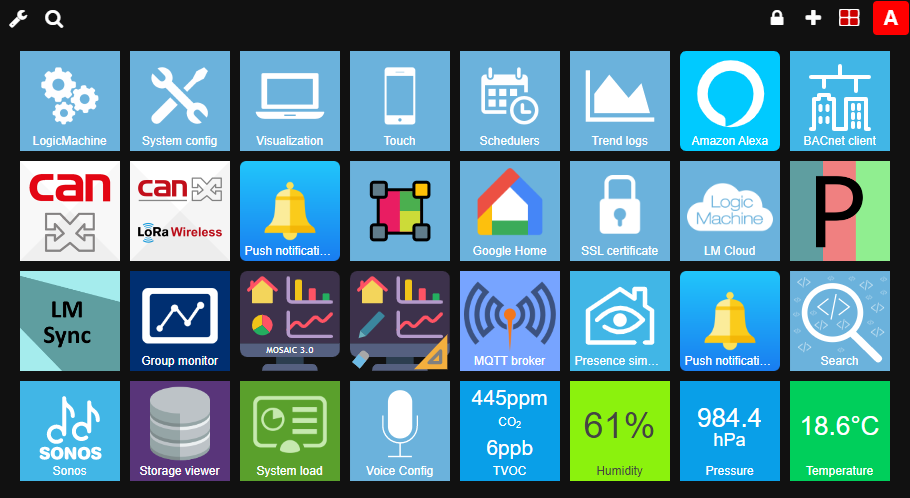 A
LogicMachine
System config
Visualization
Touch
Schedulers
Trend logs
Amazon Alexa
BACnet client
can
can
LoRa Wireless
Push notificati...
Google Home
SSL certificate
Logic
Machine
LM Cloud
P
LM
Sync
Group monitor
MOSAIC 3.0
MQTT broker
Presence sim...
Push notificati...
Search
SONOS
Sonos
Storage viewer
System load
Voice Config
445ppm
CO₂
6ppb
TVOC
61%
Humidity
984.4
hPa
Pressure
18.6°C
Temperature